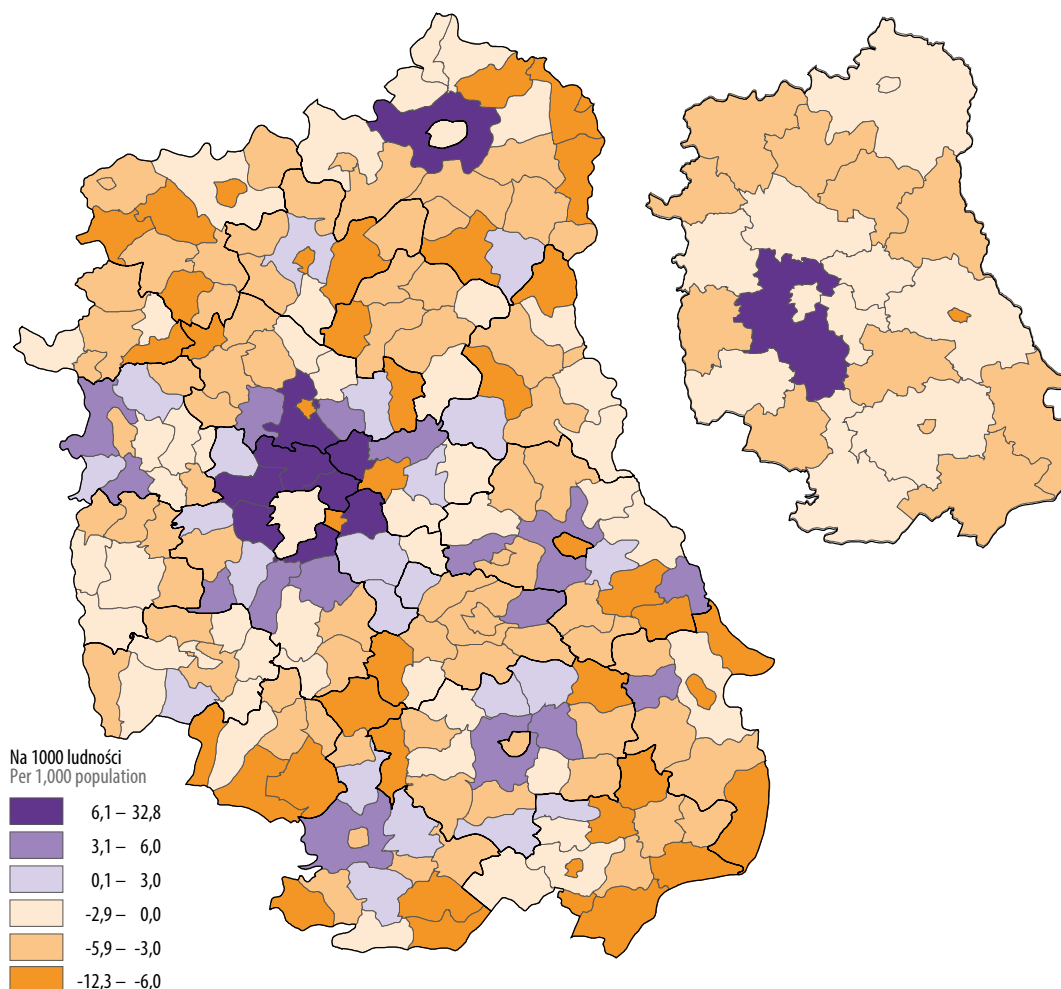 Na 1000 ludności
Per 1,000 population
6,1 – 32,8
3,1 – 6,0
0,1 – 3,0
-2,9 – 0,0
-5,9 – -3,0
-12,3 – -6,0